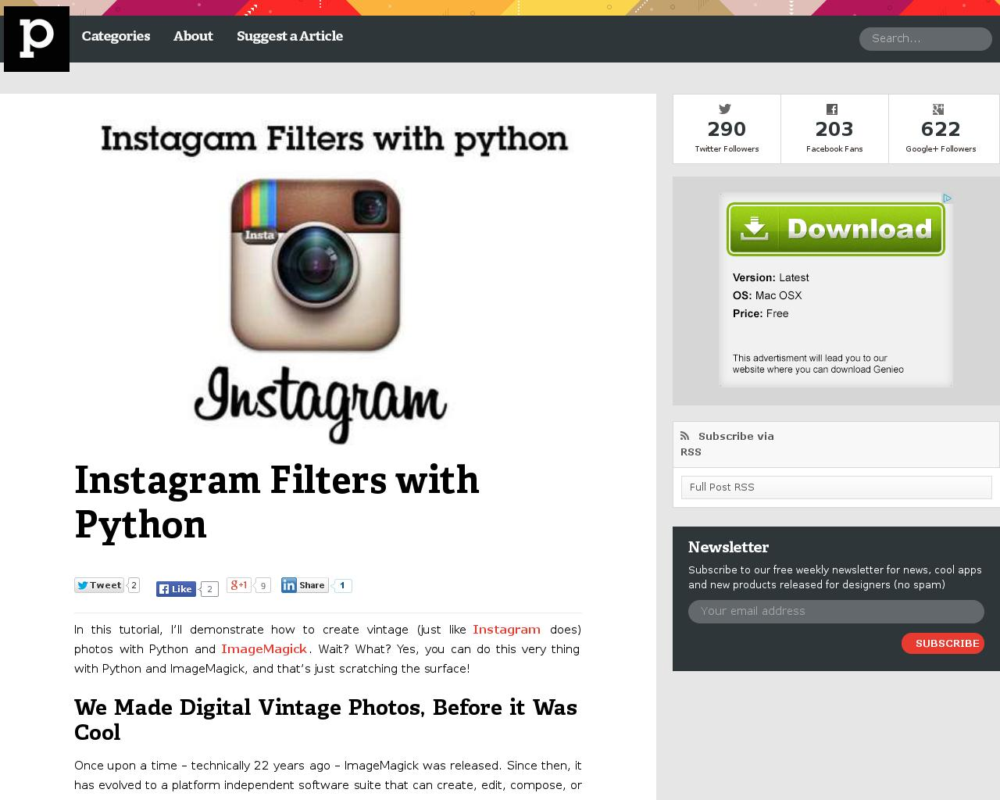 p
Categories
About
Suggest a Article
Search...
Instagam Filters with python
Insta
Instagram
Instagram Filters with
Python
Tweet
2
Like
2
g+1
9
in
Share
1
In this tutorial, I'll demonstrate how to create vintage (just like Instagram does)
photos with Python and ImageMagick. Wait? What? Yes, you can do this very thing
with Python and ImageMagick, and that's just scratching the surface!
We Made Digital Vintage Photos, Before it Was
Cool
Once upon a time – technically 22 years ago – ImageMagick was released. Since then, it
has evolved to a platform independent software suite that can create, edit, compose, or
290
Twitter Followers
203
Facebook Fans
622
Google+ Followers
Download
Version: Latest
OS: Mac OSX
Price: Free
This advertisment will lead you to our
website where you can download Genieo
Subscribe via
RSS
Full Post RSS
Newsletter
Subscribe to our free weekly newsletter for news, cool apps
and new products released for designers (no spam)
Your email address
SUBSCRIBE